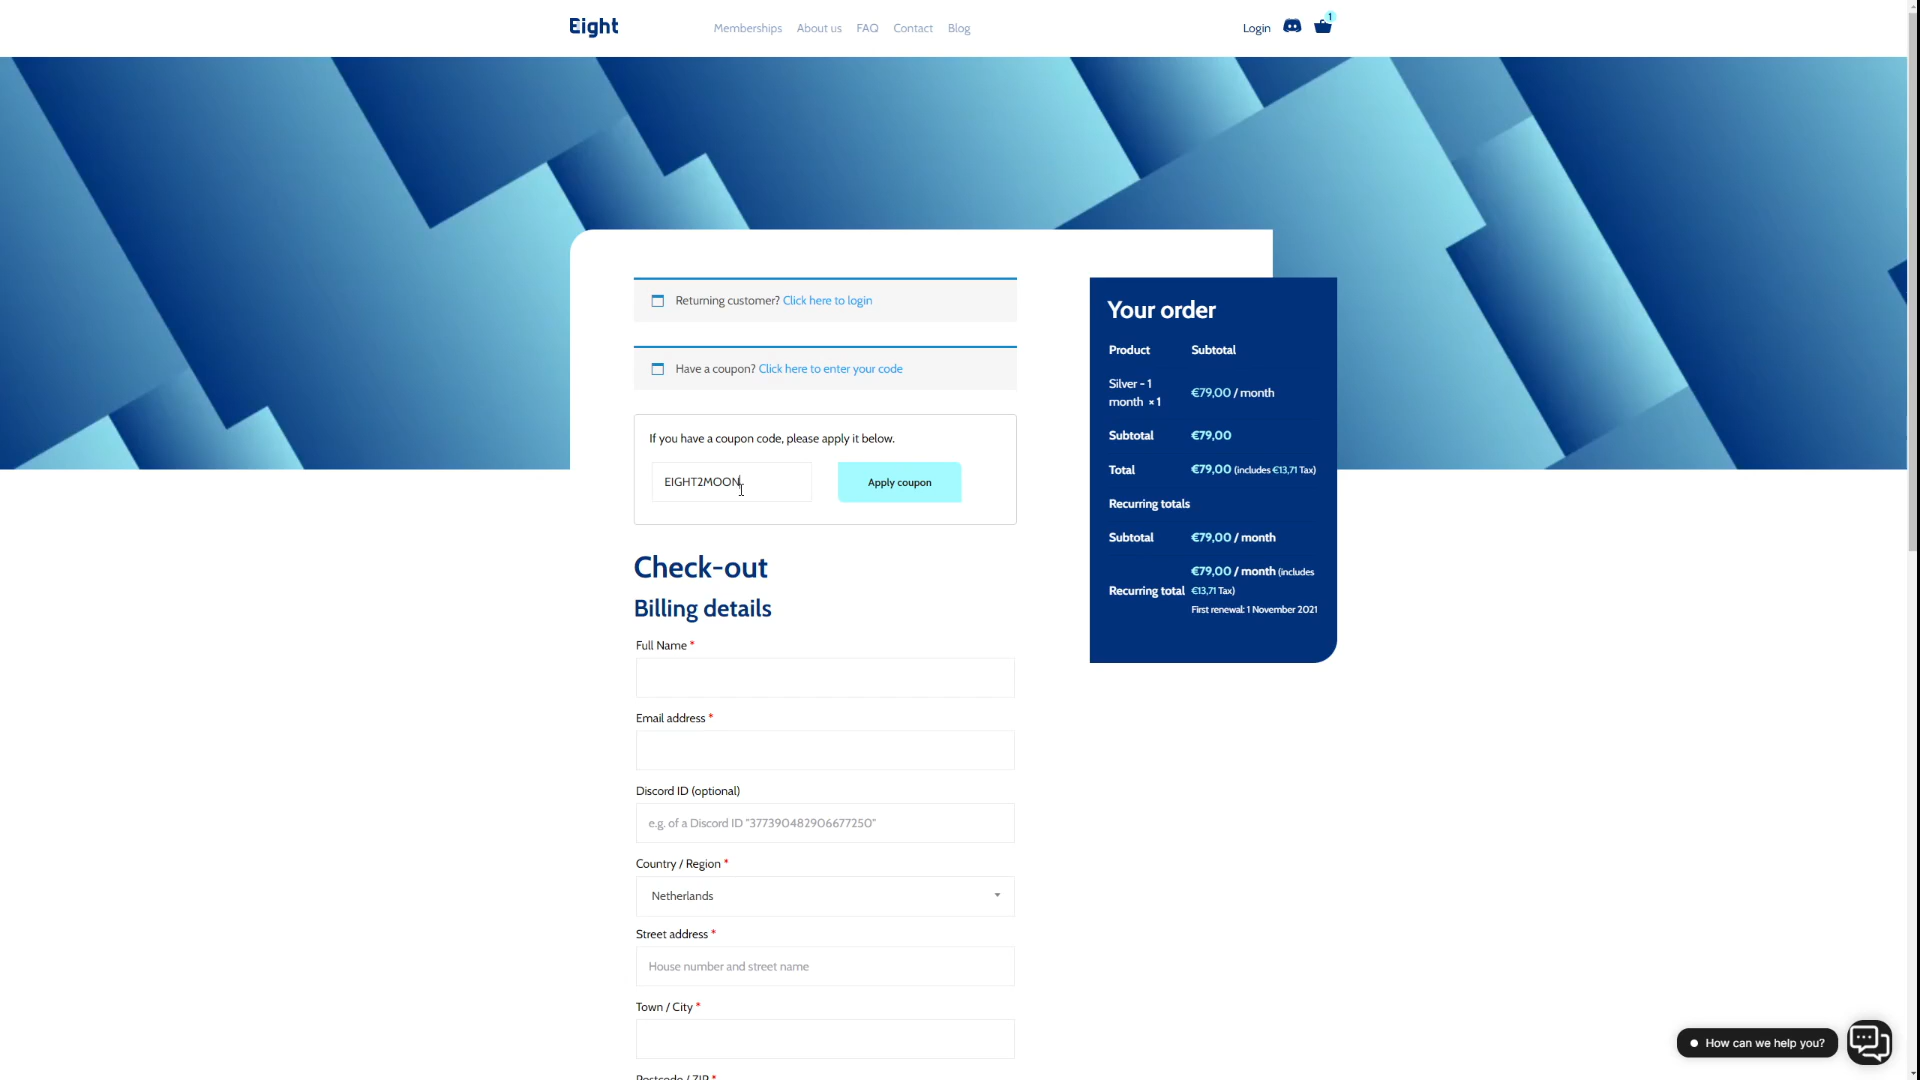 Eight
Memberships About us FAQ Contact Blog
Login 1
Returning customer? Click here to login
Have a coupon? Click here to enter your code
If you have a coupon code, please apply it below.
EIGHT2MOON
Apply coupon
Your order
Product Subtotal
Silver - 1
month × 1 €79,00 / month
Subtotal €79,00
Total €79,00 (includes €13,71 Tax)
Recurring totals
Subtotal €79,00 / month
€79,00 / month (includes
Recurring total €13,71 Tax)
First renewal: 1 November 2021
Check-out
Billing details
Full Name *
Email address *
Discord ID (optional)
e.g. of a Discord ID "377390482906677250"
Country / Region *
Netherlands
Street address *
House number and street name
Town / City *
Postcode / ZIP *
How can we help you?